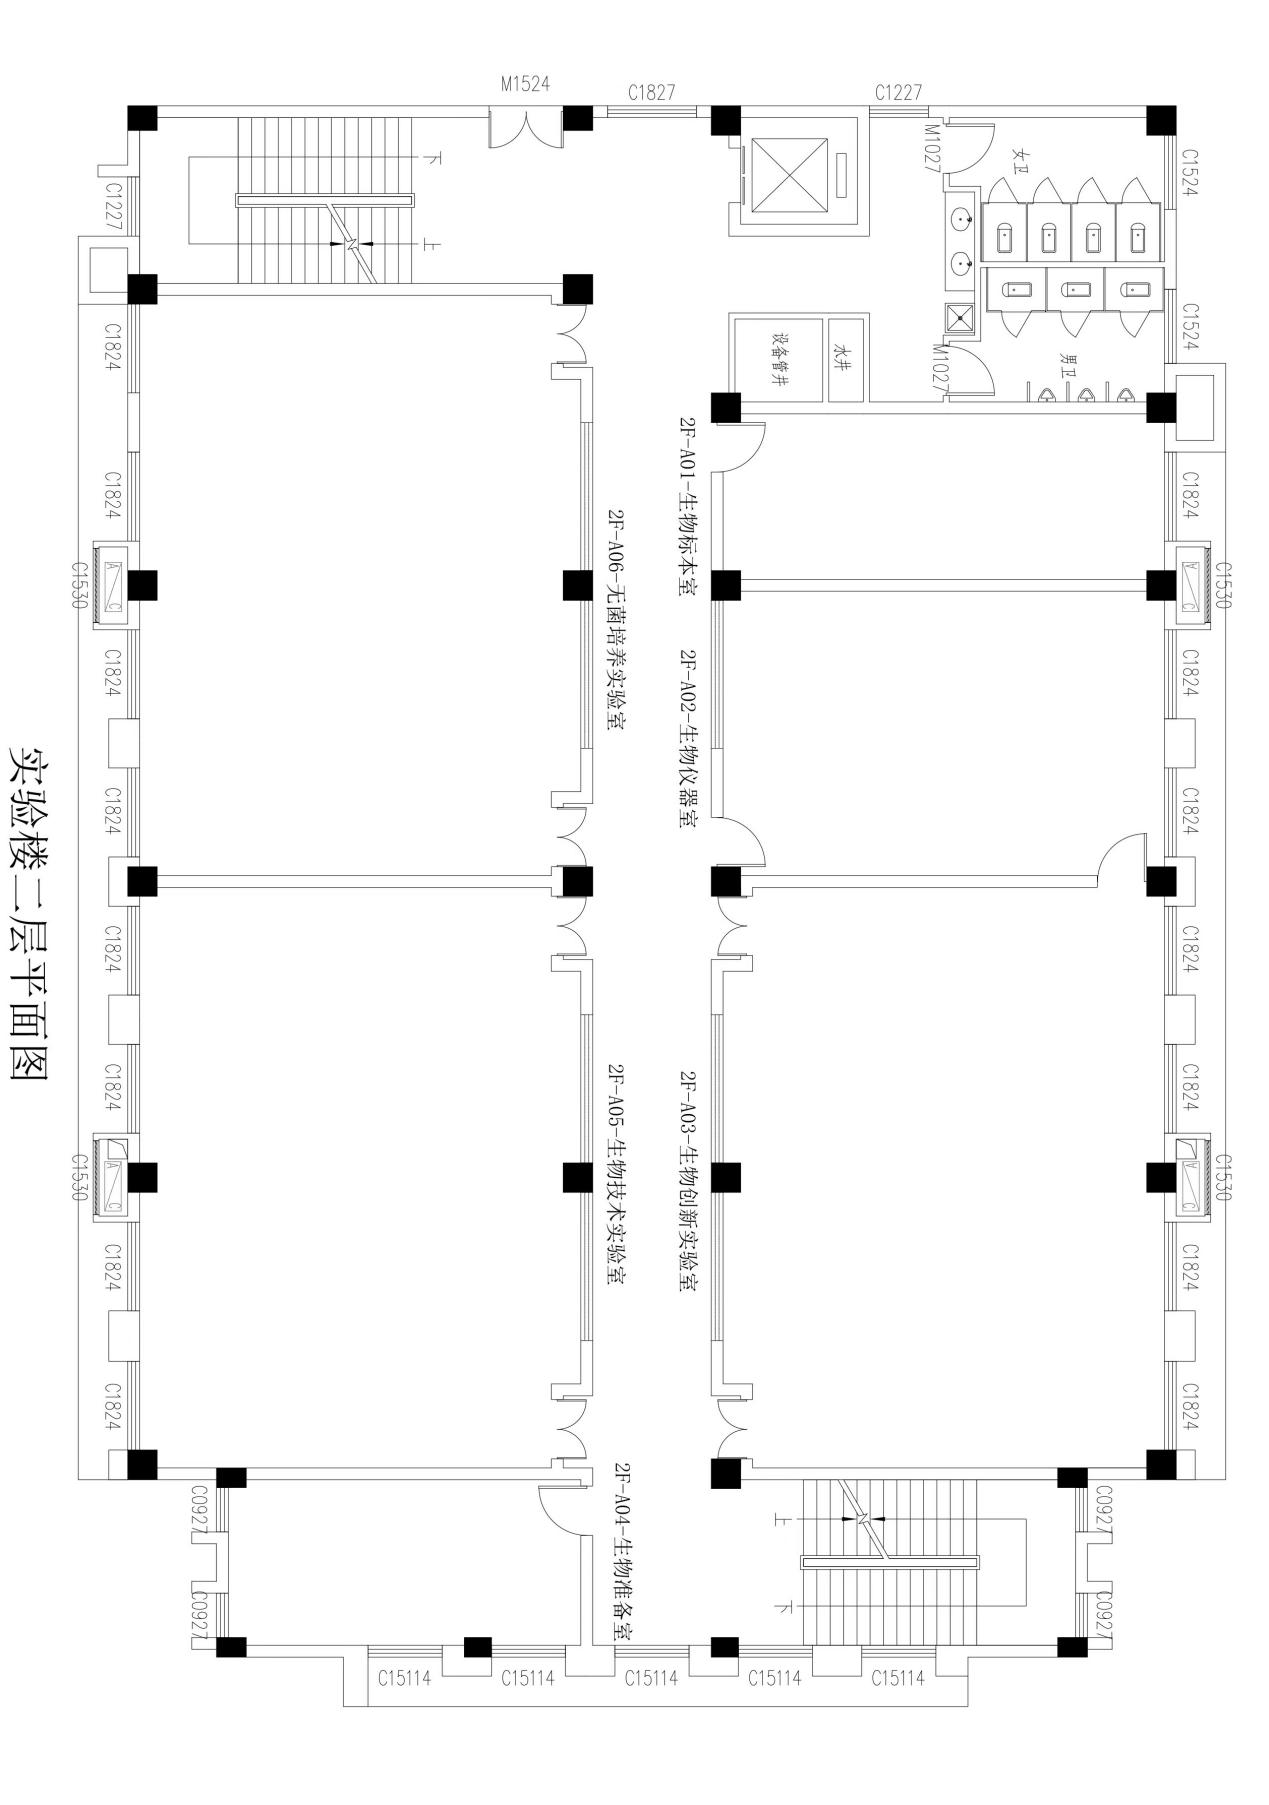 M1524
C1827
C1227
M1027
女卫
C1524
C1227
下
上
C1524
C1824
设备管井
水井
M1027
男卫
2F-A01-生物标本室
C1824
C1824
2F-A06-无菌培养实验室
C1530
A C
A C
C1530
C1824
2F-A02-生物仪器室
C1824
C1824
C1824
C1824
C1824
实验楼二层平面图
C1824
2F-A05-生物技术实验室
2F-A03-生物创新实验室
C1824
C1530
A C
A C
C1530
C1824
C1824
C1824
C1824
C0927
2F-A04-生物准备室
上
下
C0927
C0927
C0927
C15114
C15114
C15114
C15114
C15114